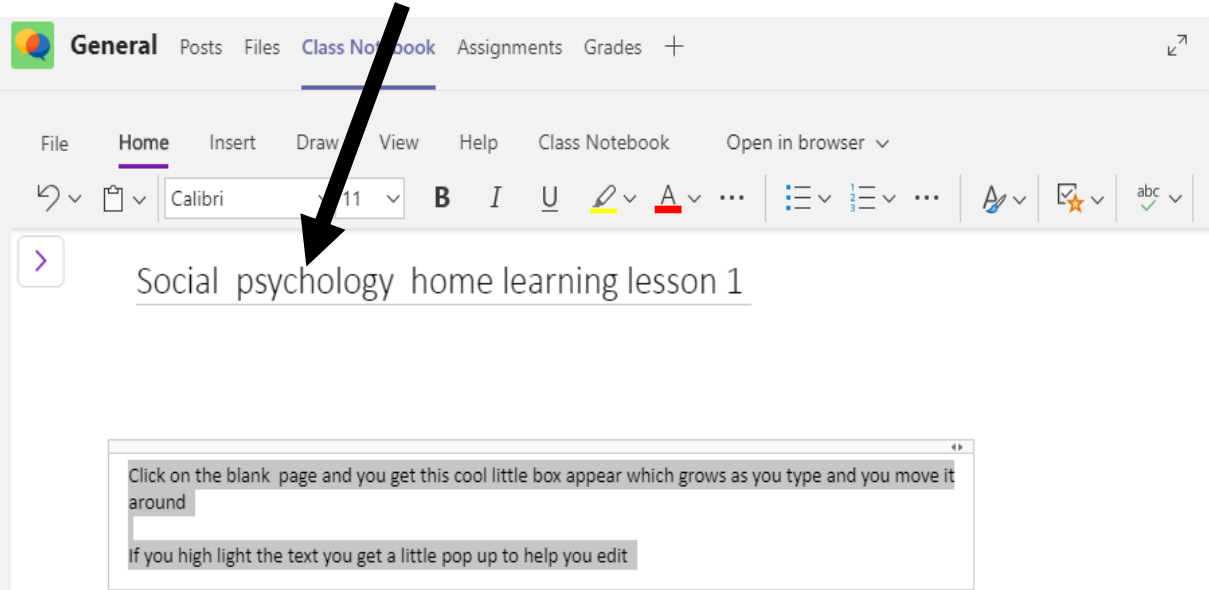 General Posts Files Class Notebook Assignments Grades
File Home Insert Draw View Help Class Notebook Open in browser
Calibri 11 B I U A abc
Social psychology home learning lesson 1
Click on the blank page and you get this cool little box appear which grows as you type and you move it
around
If you high light the text you get a little pop up to help you edit